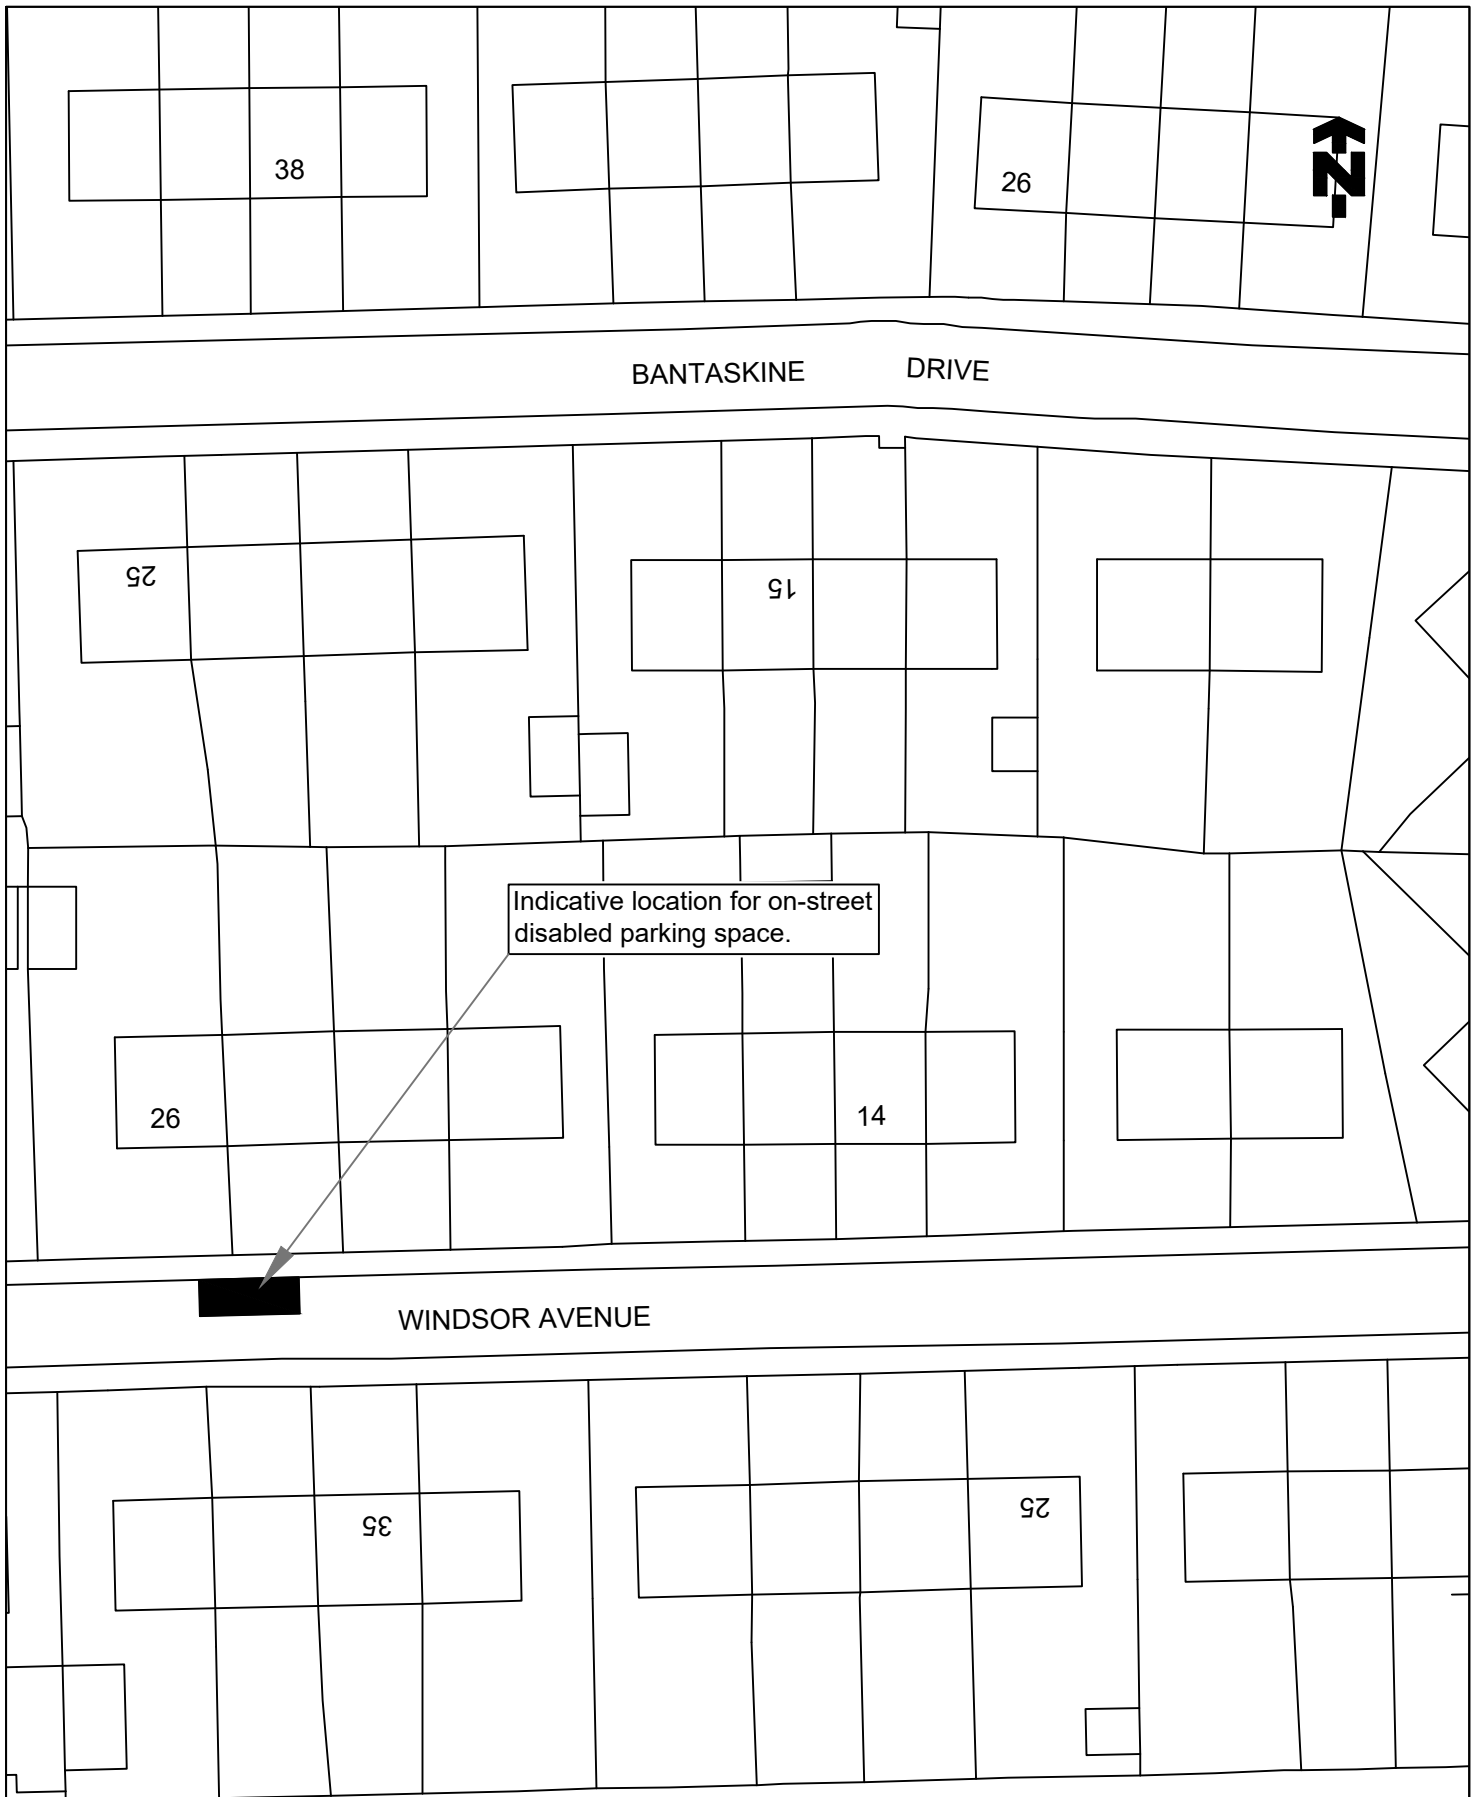 38
26
N
BANTASKINE DRIVE
25
15
Indicative location for on-street
disabled parking space.
26
14
WINDSOR AVENUE
35
25